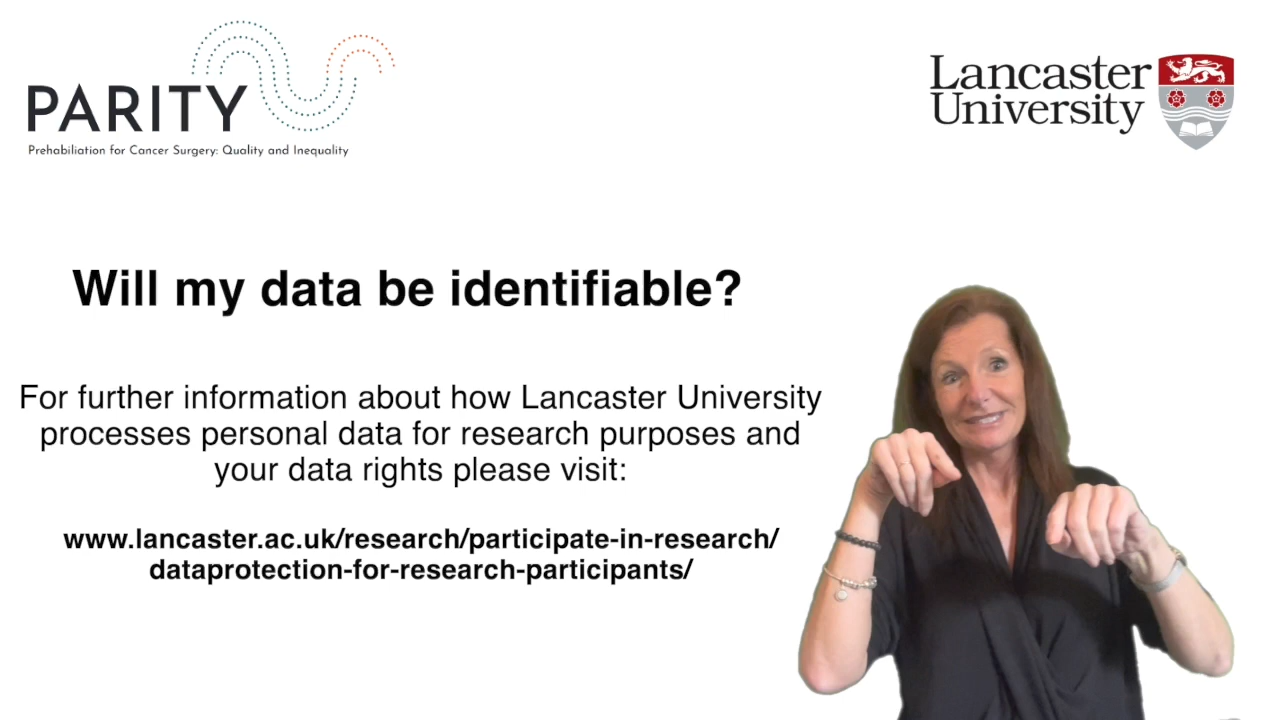 PARITY
Prehabiliation for Cancer Surgery: Quality and Inequality
Lancaster
University
Will my data be identifiable?
For further information about how Lancaster University
processes personal data for research purposes and
your data rights please visit:
www.lancaster.ac.uk/research/participate-in-research/
dataprotection-for-research-participants/